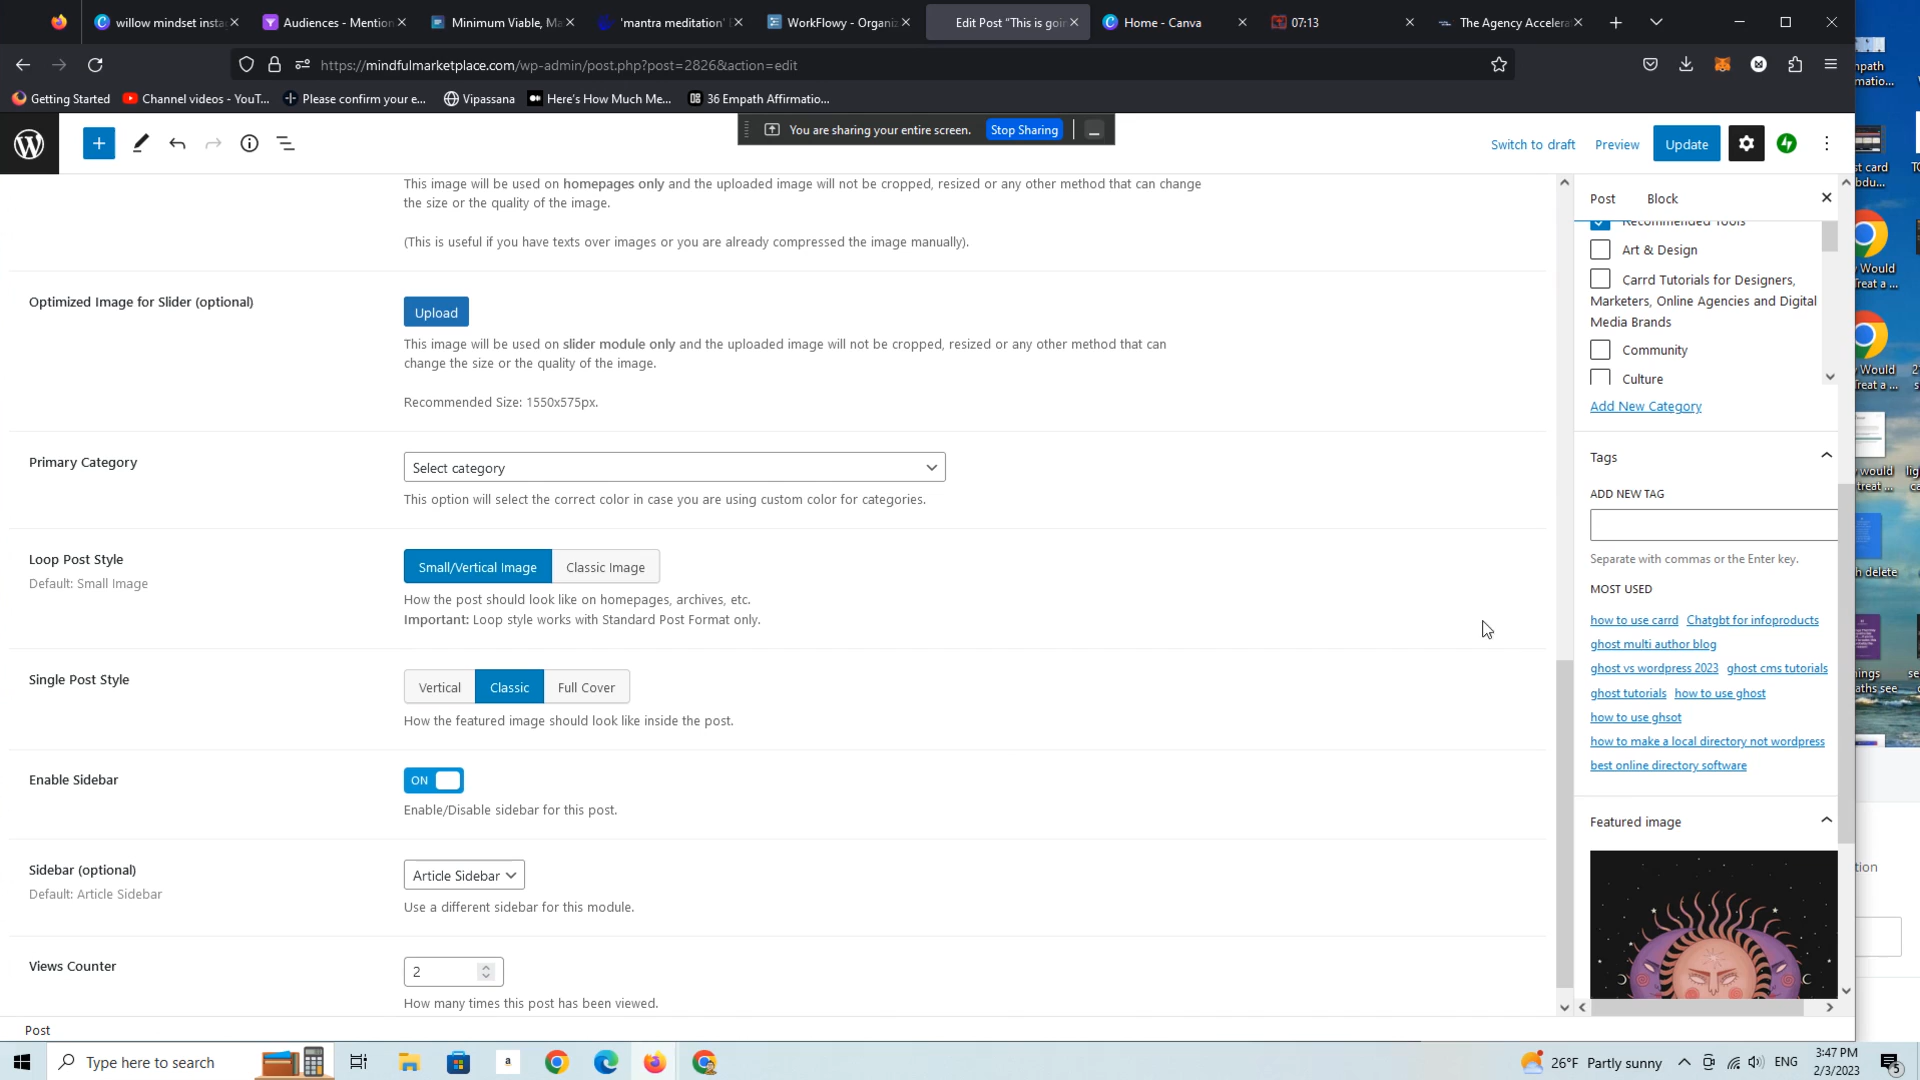 willow mindset insta
Audiences - Mention
Minimum Viable, Ma
'mantra meditation'
WorkFlowy - Organiz
Edit Post “This is goin
Home - Canva
07:13
The Agency Accelera
https://mindfulmarketplace.com/wp-admin/post.php?post=2826&action=edit
Getting Started
Channel videos - YouT...
Please confirm your e...
Vipassana
Here's How Much Me...
36 Empath Affirmatio...
You are sharing your entire screen.
Stop Sharing
Switch to draft
Preview
Update
This image will be used on homepages only and the uploaded image will not be cropped, resized or any other method that can change
the size or the quality of the image.
(This is useful if you have texts over images or you are already compressed the image manually).
Optimized Image for Slider (optional)
Upload
This image will be used on slider module only and the uploaded image will not be cropped, resized or any other method that can
change the size or the quality of the image.
Recommended Size: 1550x575px.
Primary Category
Select category
This option will select the correct color in case you are using custom color for categories.
Loop Post Style
Default: Small Image
Small/Vertical Image
Classic Image
How the post should look like on homepages, archives, etc.
Important: Loop style works with Standard Post Format only.
Single Post Style
Vertical
Classic
Full Cover
How the featured image should look like inside the post.
Enable Sidebar
ON
Enable/Disable sidebar for this post.
Sidebar (optional)
Default: Article Sidebar
Article Sidebar
Use a different sidebar for this module.
Views Counter
2
How many times this post has been viewed.
Post
Post
Block
Recommended Tools
Art & Design
Carrd Tutorials for Designers,
Marketers, Online Agencies and Digital
Media Brands
Community
Culture
Add New Category
Tags
ADD NEW TAG
Separate with commas or the Enter key.
MOST USED
how to use carrd
Chatgbt for infoproducts
ghost multi author blog
ghost vs wordpress 2023
ghost cms tutorials
ghost tutorials
how to use ghost
how to use ghsot
how to make a local directory not wordpress
best online directory software
Featured image
Type here to search
26°F Partly sunny
ENG
3:47 PM
2/3/2023
5